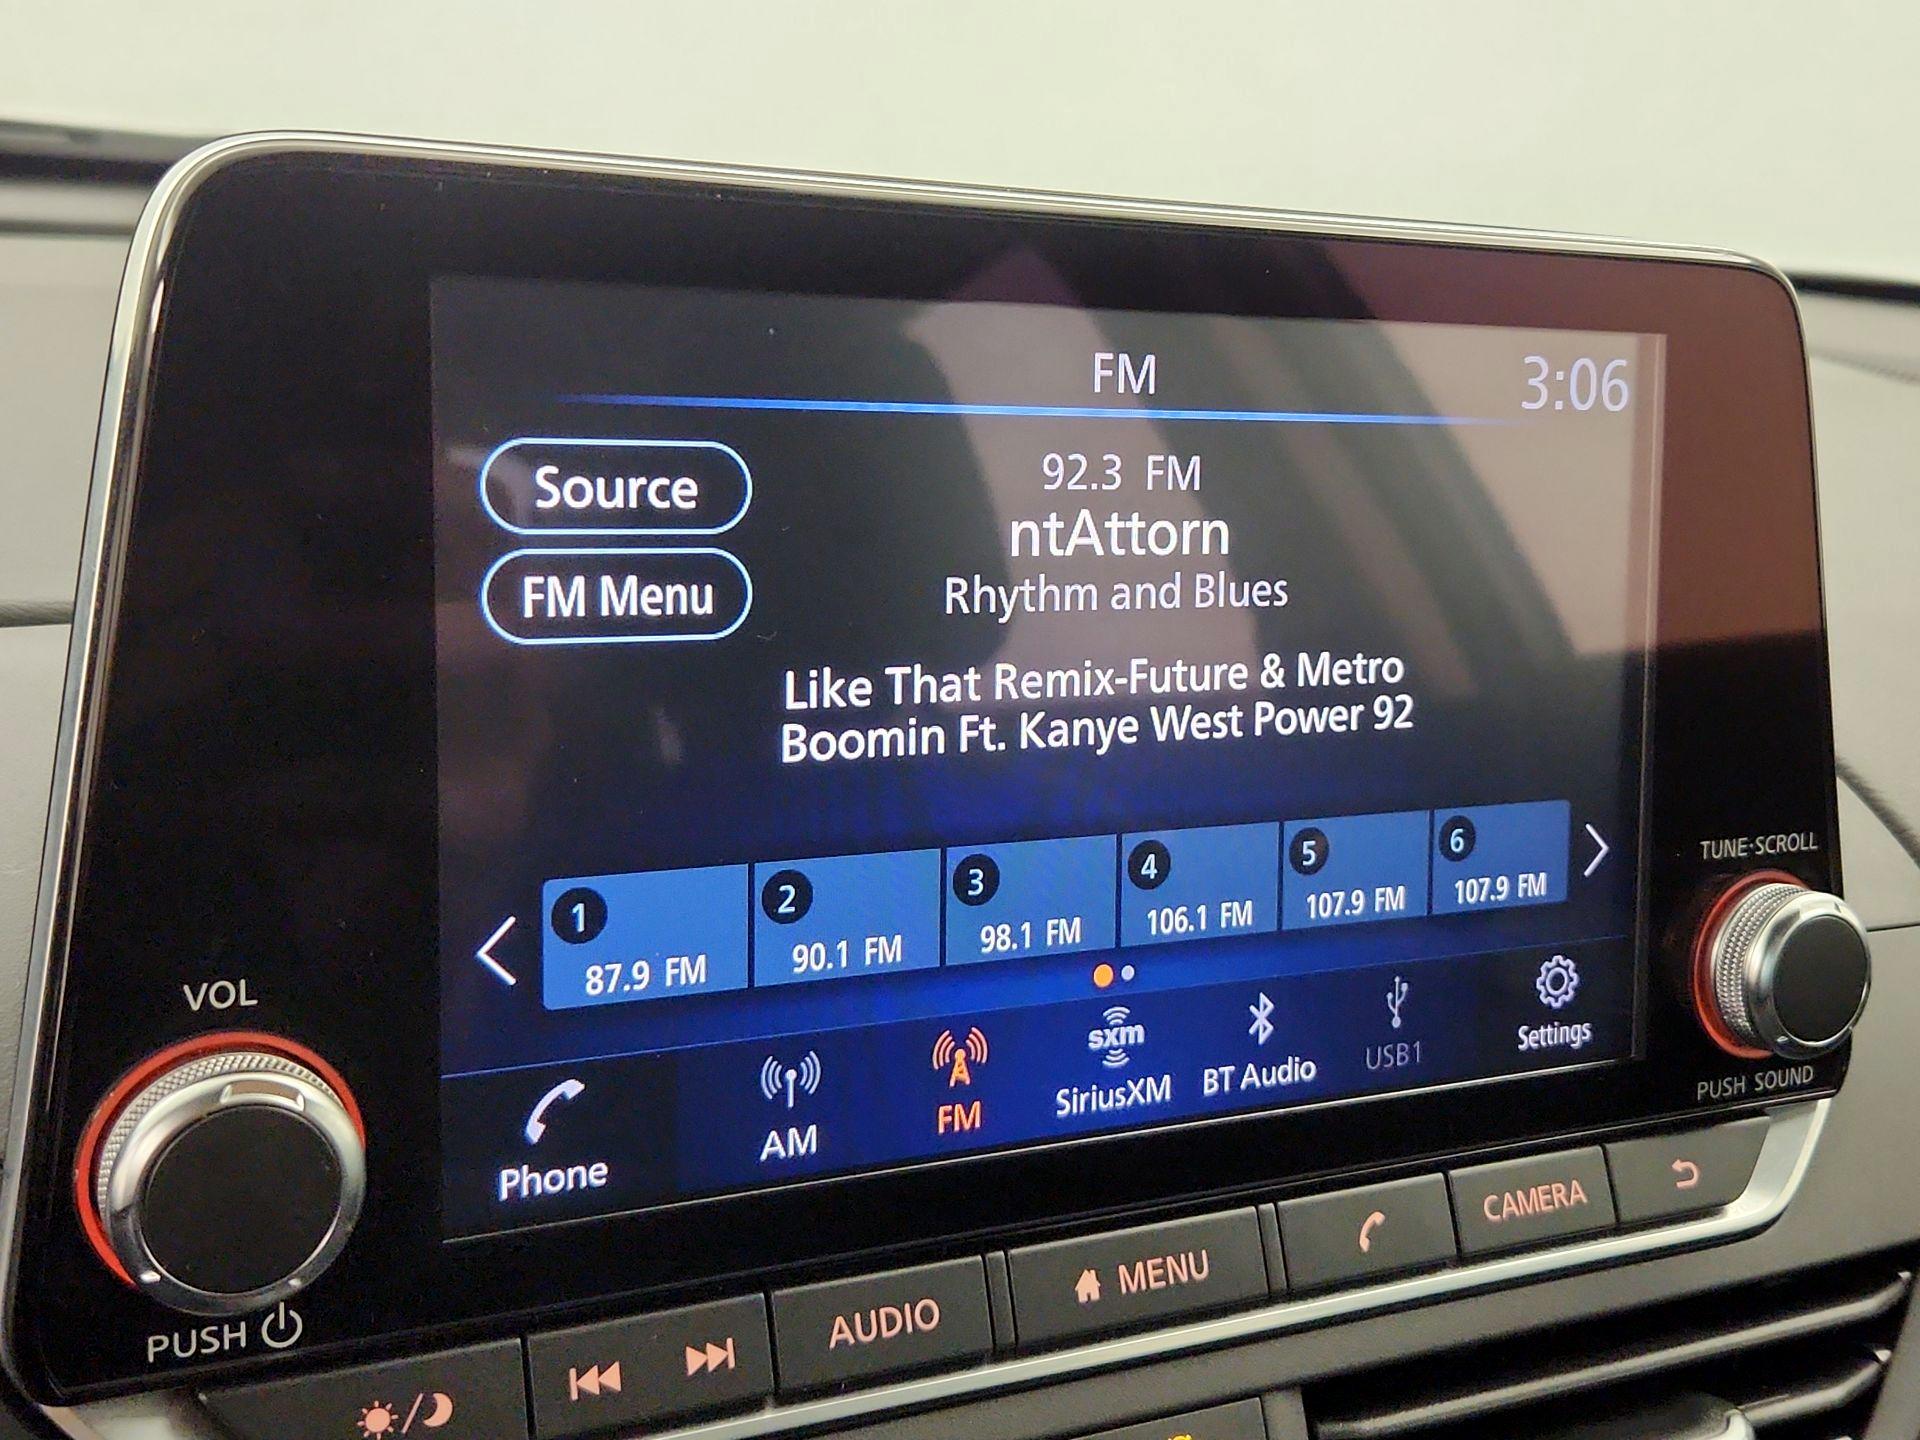 FM
3:06
Source
92.3 FM
ntAttorn
FM Menu
Rhythm and Blues
Like That Remix-Future & Metro
Boomin Ft. Kanye West Power 92
1
2
3
4
5
6
87.9 FM
90.1 FM
98.1 FM
106.1 FM
107.9 FM
107.9 FM
TUNE·SCROLL
PUSH SOUND
VOL
PUSH
Phone
AM
FM
sxm
SiriusXM
BT Audio
USB1
Settings
AUDIO
MENU
CAMERA